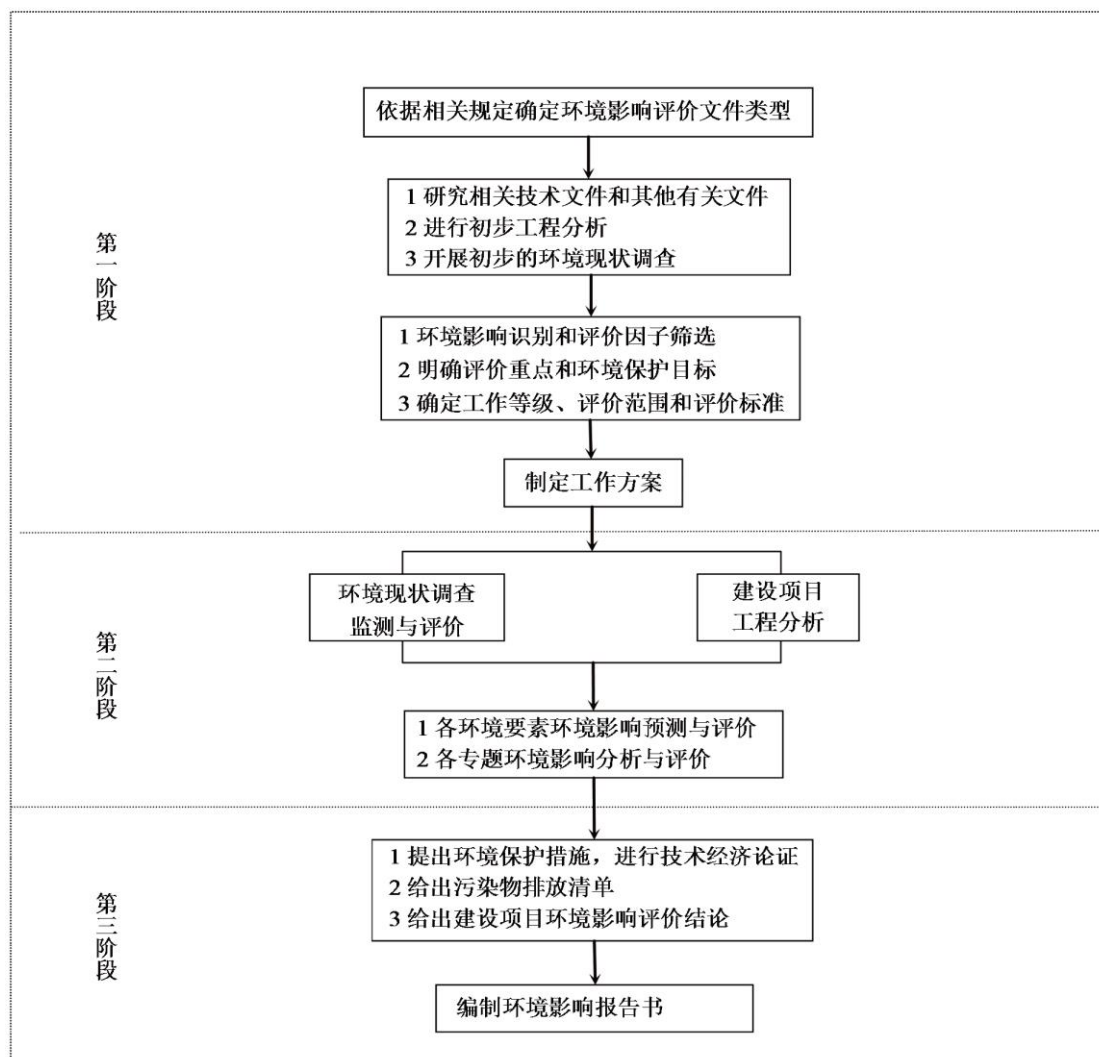 依据相关规定确定环境影响评价文件类型
1 研究相关技术文件和其他有关文件
2 进行初步工程分析
3 开展初步的环境现状调查
第一阶段
1 环境影响识别和评价因子筛选
2 明确评价重点和环境保护目标
3 确定工作等级、评价范围和评价标准
制定工作方案
环境现状调查
监测与评价
建设项目
工程分析
第二阶段
1 各环境要素环境影响预测与评价
2 各专题环境影响分析与评价
1 提出环境保护措施，进行技术经济论证
2 给出污染物排放清单
3 给出建设项目环境影响评价结论
第三阶段
编制环境影响报告书